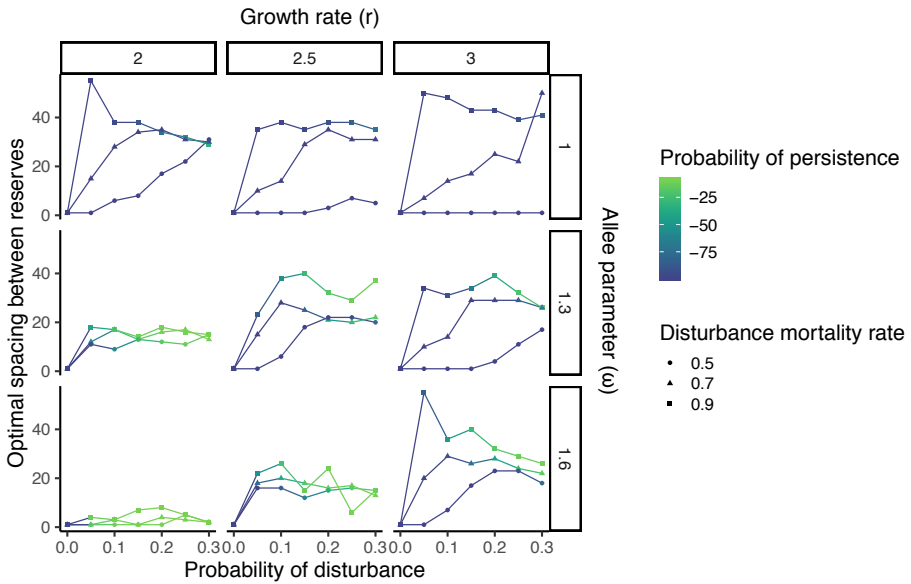 Growth rate (r)
2 2.5 3
Optimal spacing between reserves
40
20
0
1
40
20
0
1.3
40
20
0
1.6
Allee parameter (ω)
0.0 0.1 0.2 0.3 0.0 0.1 0.2 0.3 0.0 0.1 0.2 0.3
Probability of disturbance
Probability of persistence
−25
−50
−75
Disturbance mortality rate
0.5
0.7
0.9